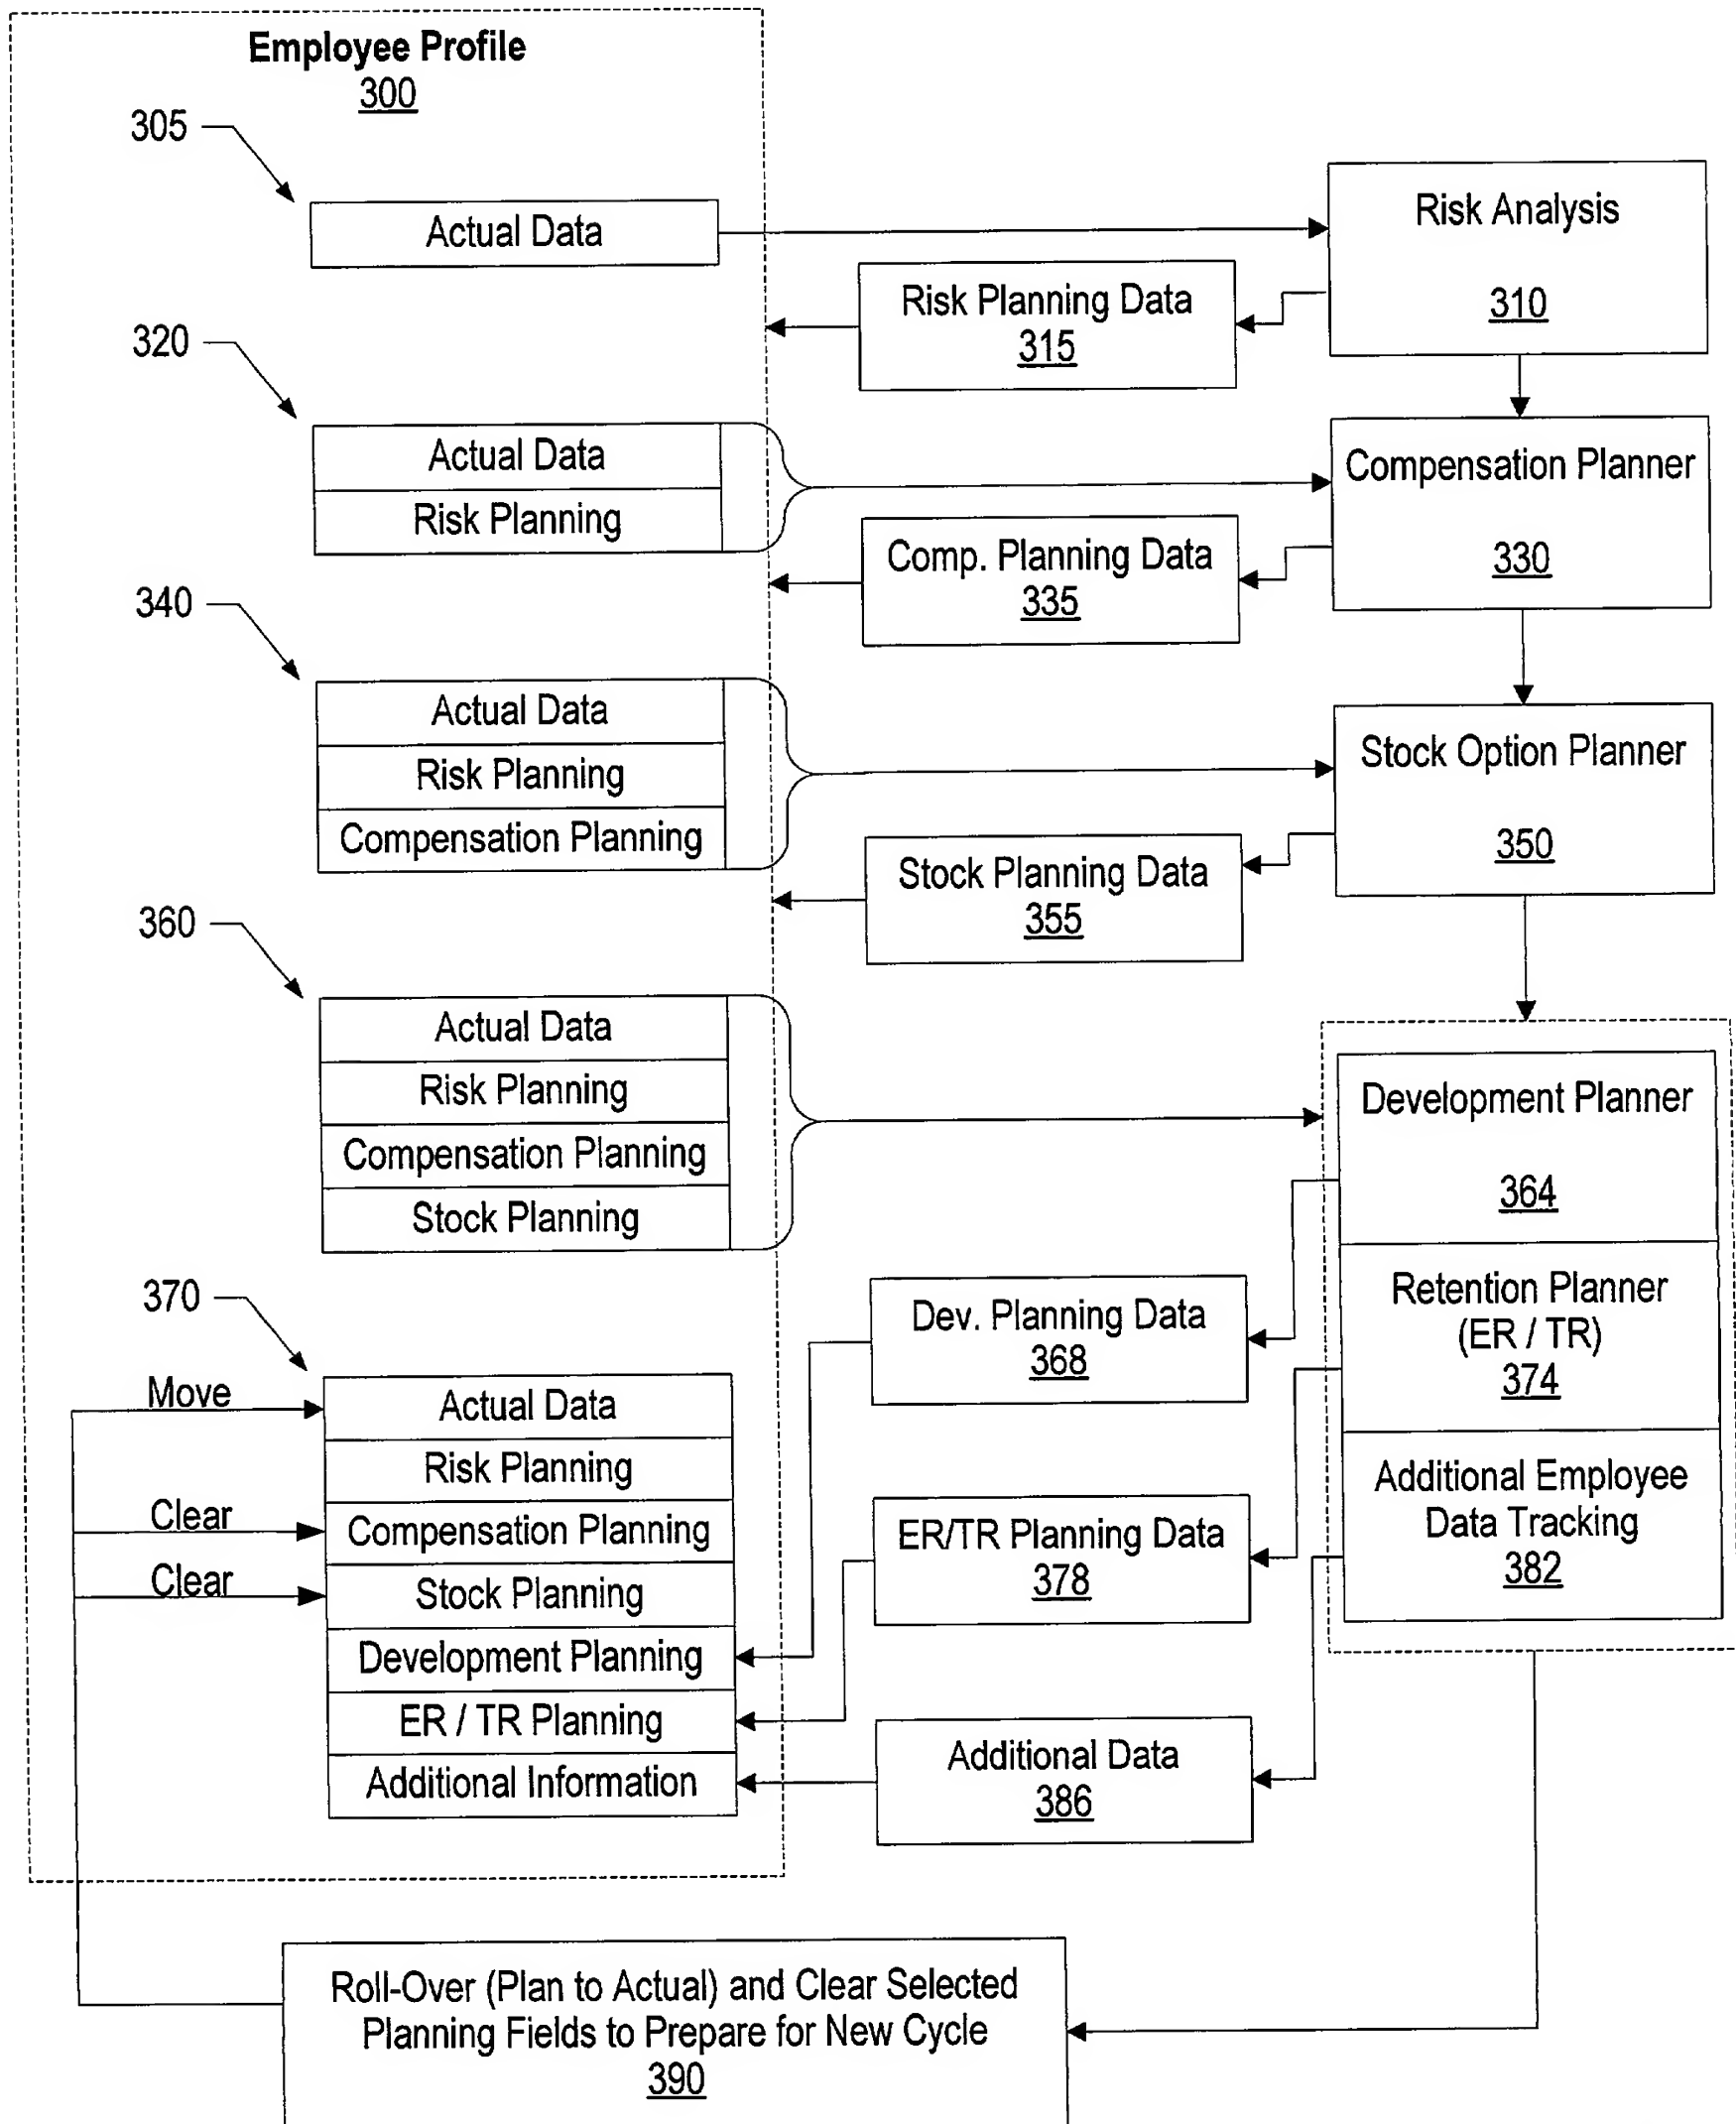 Employee Profile
300
305
Actual Data
Risk Analysis
310
Risk Planning Data
315
320
Actual Data
Risk Planning
Compensation Planner
330
Comp. Planning Data
335
340
Actual Data
Risk Planning
Compensation Planning
Stock Option Planner
350
Stock Planning Data
355
360
Actual Data
Risk Planning
Compensation Planning
Stock Planning
Development Planner
364
Retention Planner
(ER / TR)
374
Additional Employee
Data Tracking
382
Dev. Planning Data
368
ER/TR Planning Data
378
Additional Data
386
370
Move
Clear
Clear
Actual Data
Risk Planning
Compensation Planning
Stock Planning
Development Planning
ER / TR Planning
Additional Information
Roll-Over (Plan to Actual) and Clear Selected
Planning Fields to Prepare for New Cycle
390